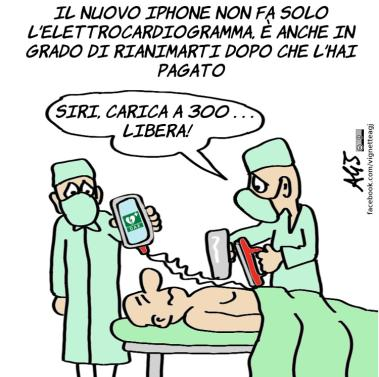 IL NUOVO IPHONE NON FA SOLO
L'ELETTROCARDIOGRAMMA, È ANCHE IN
GRADO DI RIANIMARTI DOPO CHE L'HAI
PAGATO
SIRI, CARICA A 300 ...
LIBERA!
AGJ
facebook.com/vignetteagj